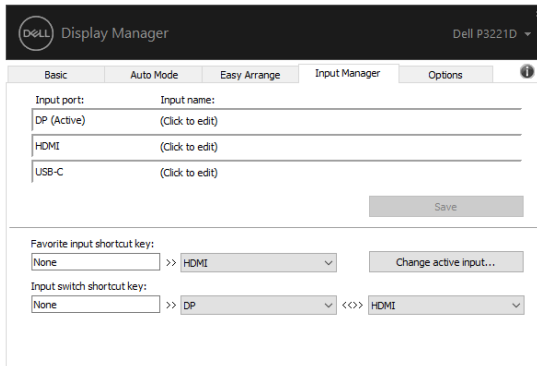 DELL Display Manager Dell P3221D
Basic Auto Mode Easy Arrange Input Manager Options i
Input port: Input name:
DP (Active) (Click to edit)
HDMI (Click to edit)
USB-C (Click to edit)
Save
Favorite input shortcut key:
None >> HDMI Change active input...
Input switch shortcut key:
None >> DP <<>> HDMI